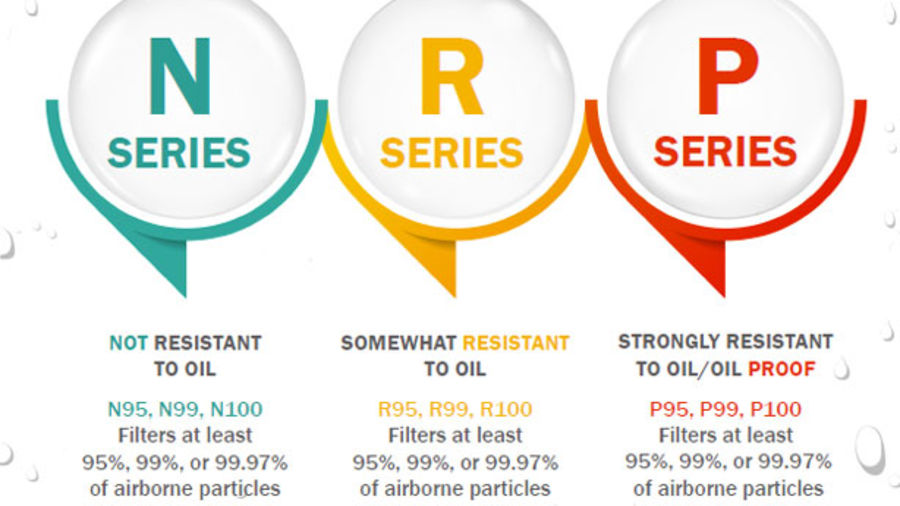 N
SERIES
NOT RESISTANT
TO OIL
N95, N99, N100
Filters at least
95%, 99%, or 99.97%
of airborne particles
R
SERIES
SOMEWHAT RESISTANT
TO OIL
R95, R99, R100
Filters at least
95%, 99%, or 99.97%
of airborne particles
P
SERIES
STRONGLY RESISTANT
TO OIL/OIL PROOF
P95, P99, P100
Filters at least
95%, 99%, or 99.97%
of airborne particles